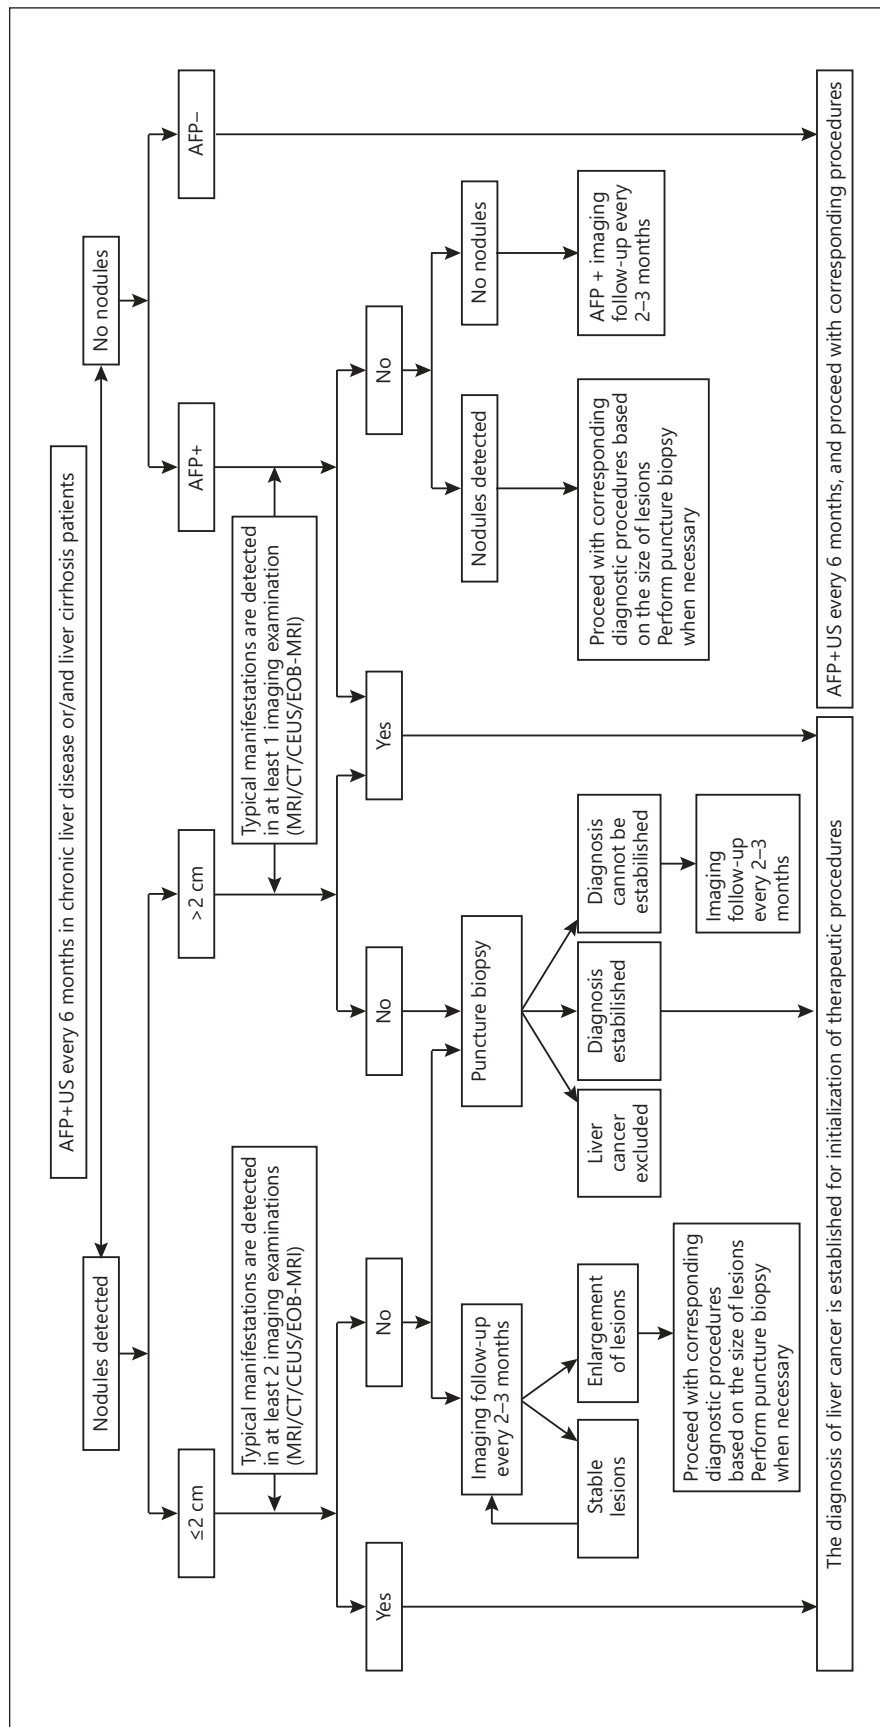 AFP+US every 6 months in chronic liver disease or/and liver cirrhosis patients
Nodules detected
No nodules
≤2 cm
>2 cm
AFP+
AFP–
Typical manifestations are detected
in at least 2 imaging examinations
(MRI/CT/CEUS/EOB-MRI)
Typical manifestations are detected
in at least 1 imaging examination
(MRI/CT/CEUS/EOB-MRI)
Yes
No
No
Yes
No
Imaging follow-up
every 2–3 months
Puncture biopsy
Nodules detected
No nodules
Stable
lesions
Enlargement
of lesions
Liver
cancer
excluded
Diagnosis
estabilished
Diagnosis
cannot be
estabilished
Proceed with corresponding
diagnostic procedures based
on the size of lesions
Perform puncture biopsy
when necessary
AFP + imaging
follow-up every
2–3 months
Proceed with corresponding
diagnostic procedures
based on the size of lesions
Perform puncture biopsy
when necessary
Imaging
follow-up
every 2–3
months
The diagnosis of liver cancer is established for initialization of therapeutic procedures
AFP+US every 6 months, and proceed with corresponding procedures